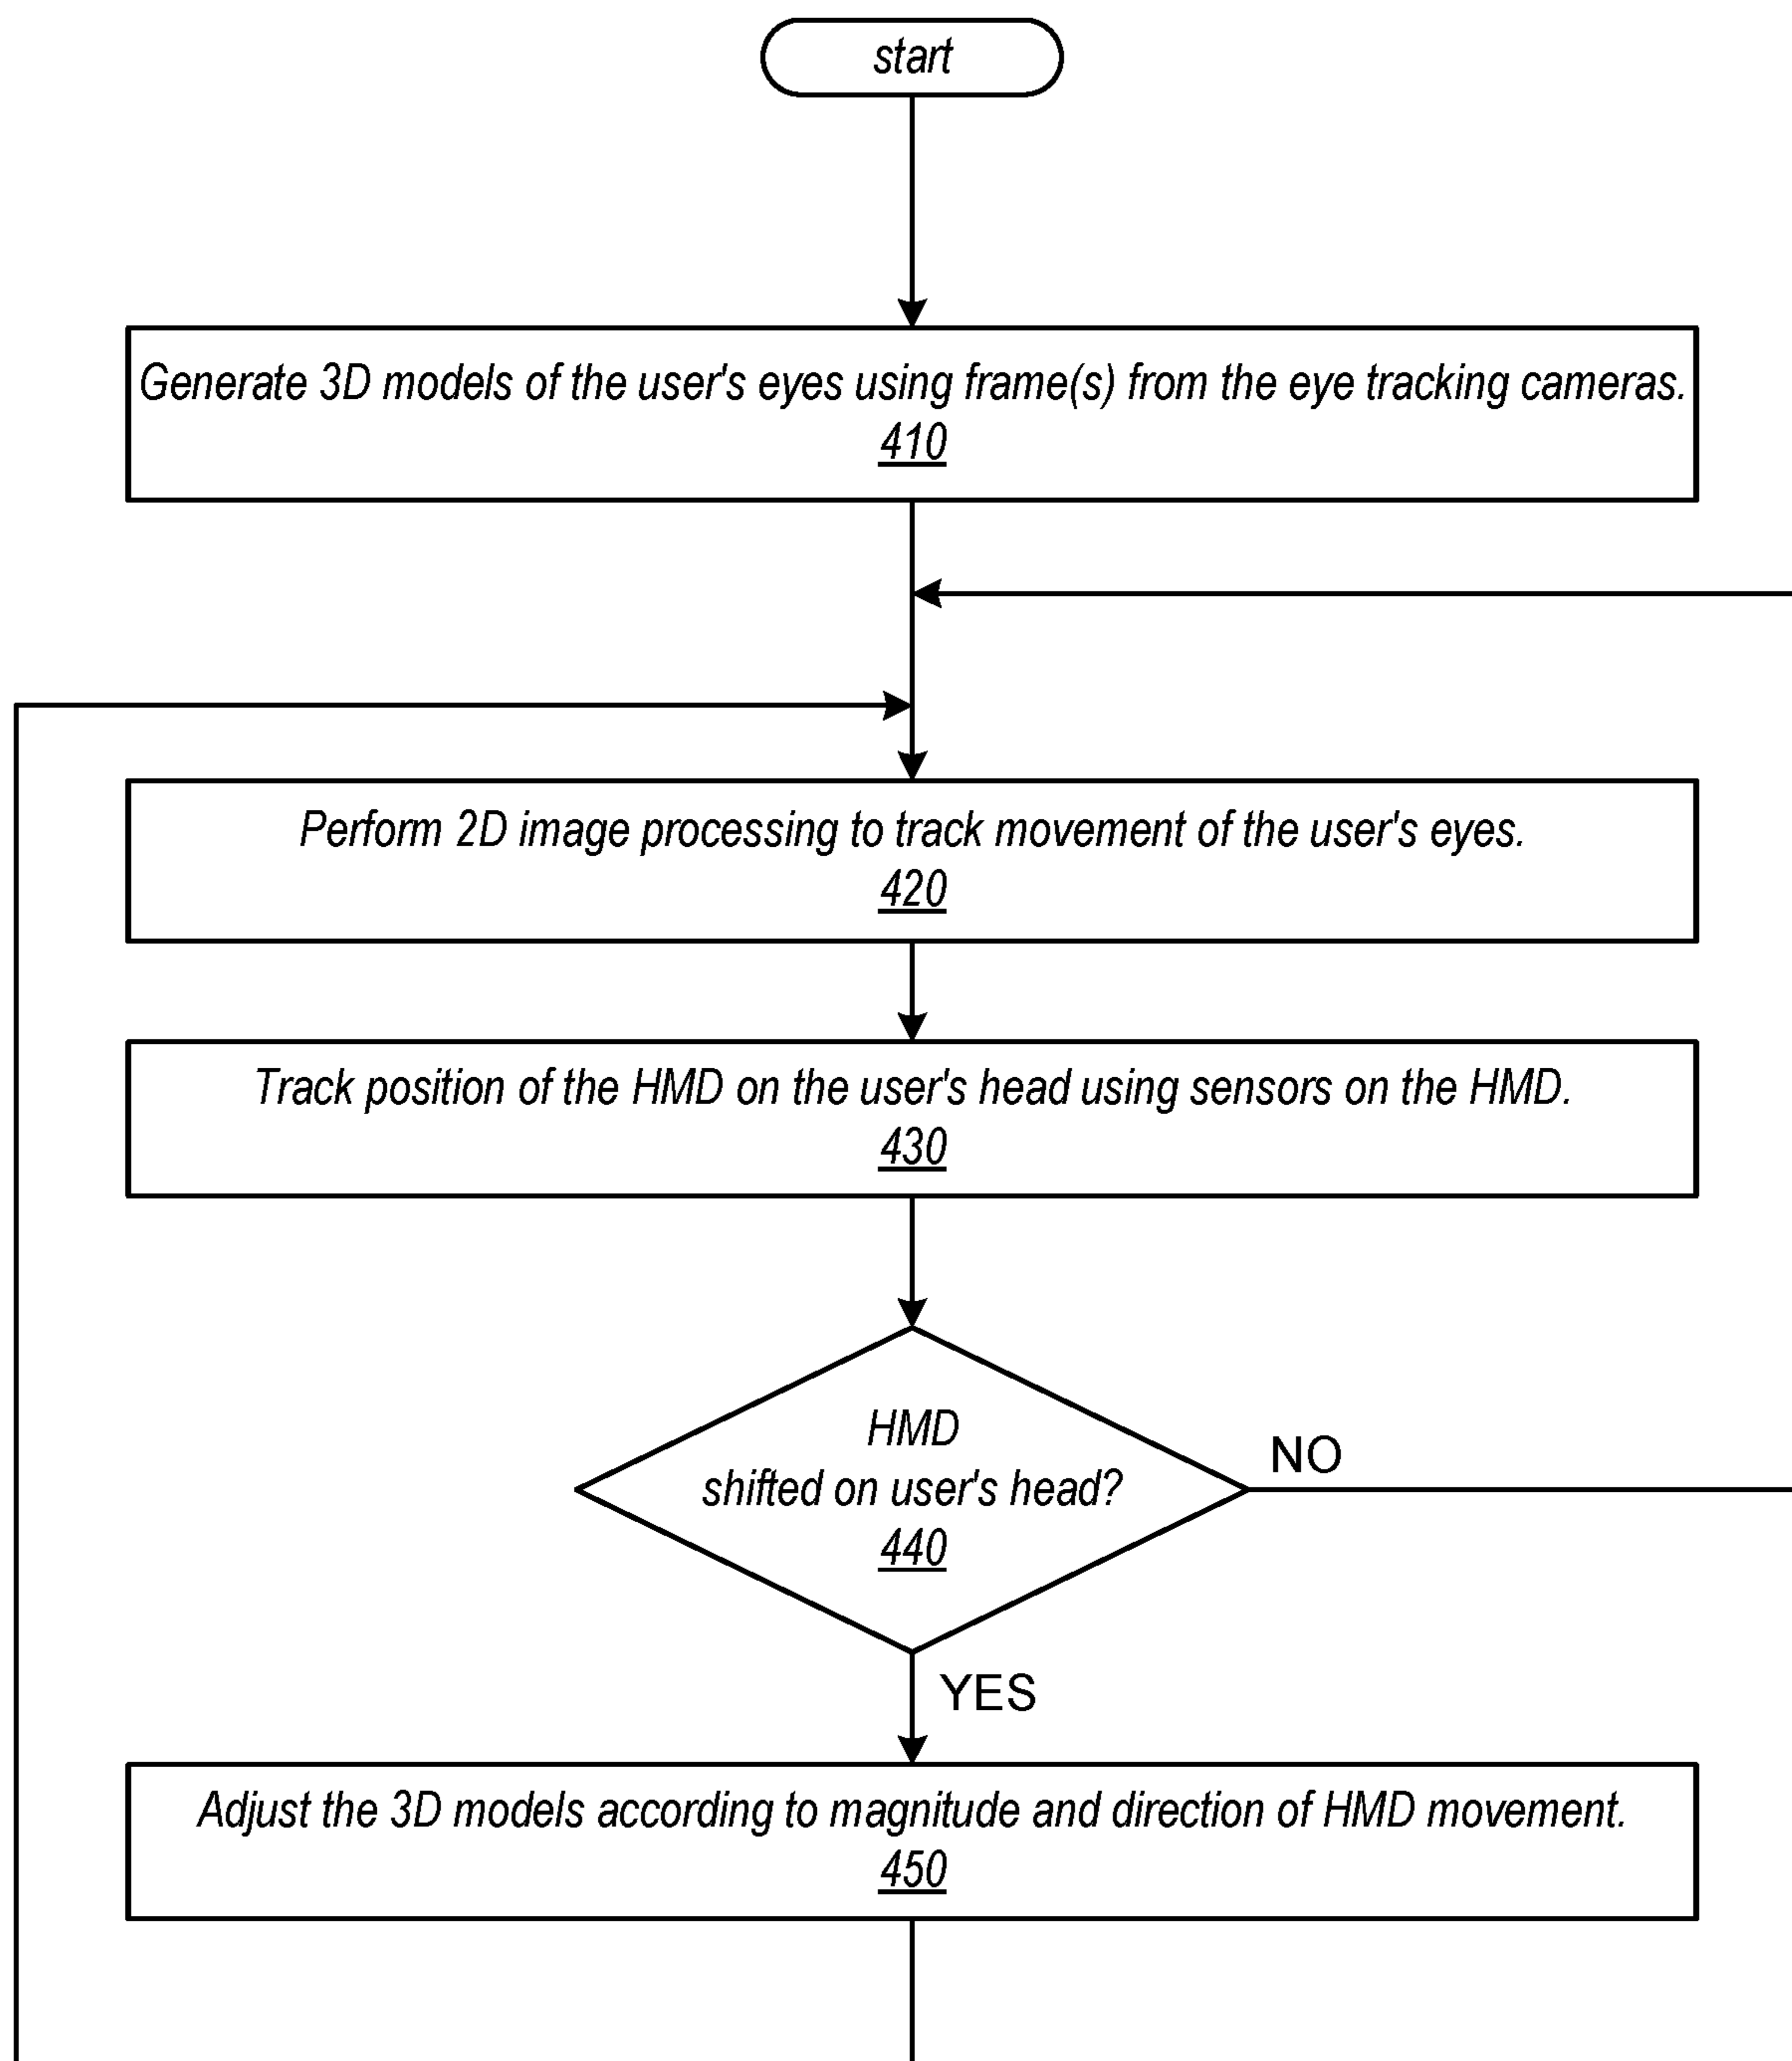 start
Generate 3D models of the user's eyes using frame(s) from the eye tracking cameras.
410
Perform 2D image processing to track movement of the user's eyes.
420
Track position of the HMD on the user's head using sensors on the HMD.
430
HMD
shifted on user's head?
440
NO
YES
Adjust the 3D models according to magnitude and direction of HMD movement.
450